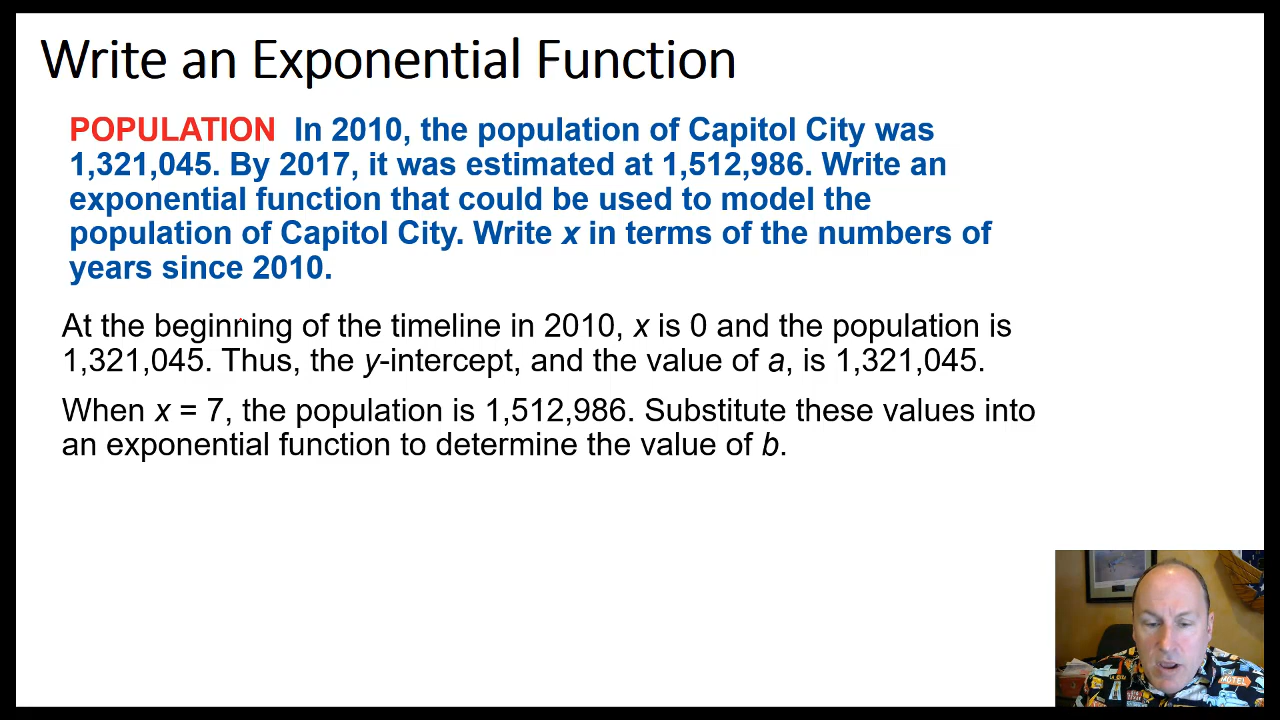 Write an Exponential Function
POPULATION In 2010, the population of Capitol City was
1,321,045. By 2017, it was estimated at 1,512,986. Write an
exponential function that could be used to model the
population of Capitol City. Write x in terms of the numbers of
years since 2010.
At the beginning of the timeline in 2010, x is 0 and the population is
1,321,045. Thus, the y-intercept, and the value of a, is 1,321,045.
When x = 7, the population is 1,512,986. Substitute these values into
an exponential function to determine the value of b.
MOTEL